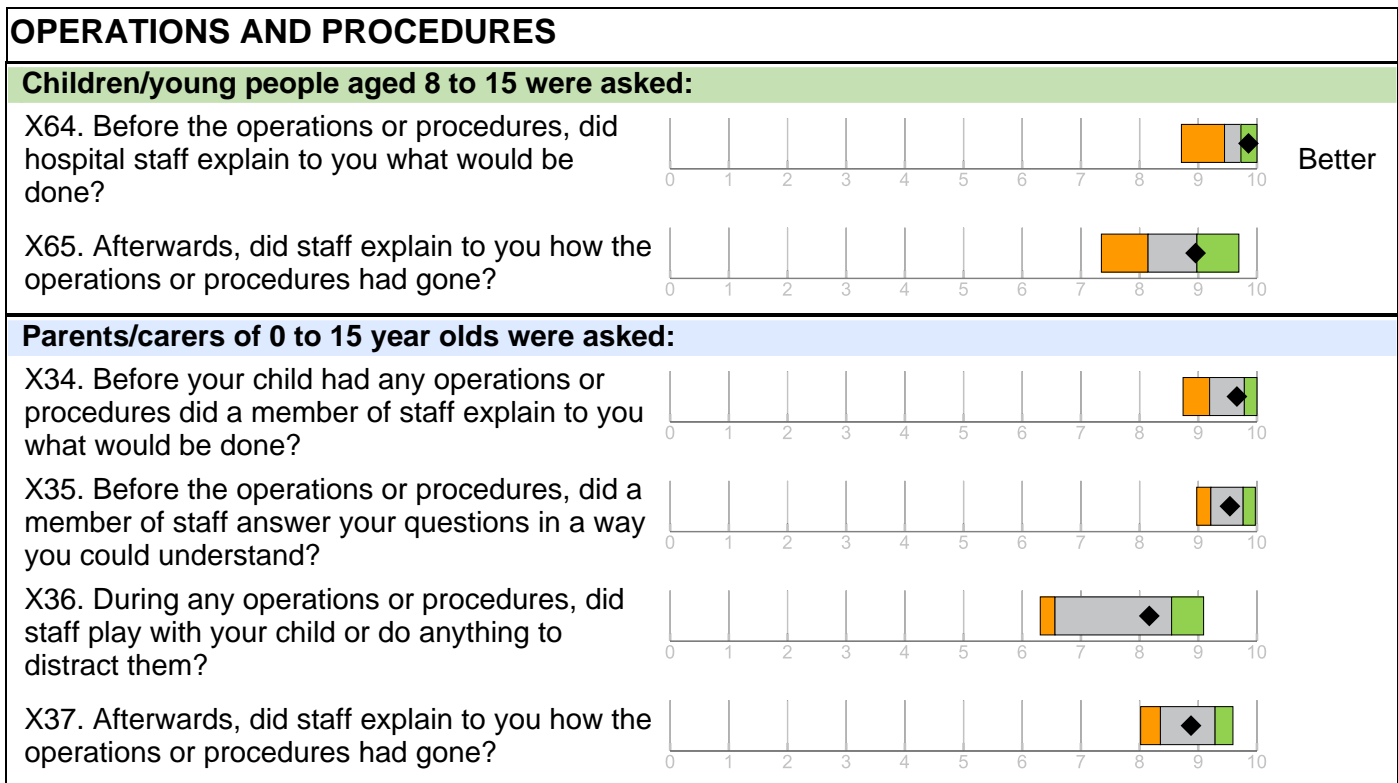 OPERATIONS AND PROCEDURES
Children/young people aged 8 to 15 were asked:
X64. Before the operations or procedures, did
hospital staff explain to you what would be
done?
0 1 2 3 4 5 6 7 8 9 10
Better
X65. Afterwards, did staff explain to you how the
operations or procedures had gone?
0 1 2 3 4 5 6 7 8 9 10
Parents/carers of 0 to 15 year olds were asked:
X34. Before your child had any operations or
procedures did a member of staff explain to you
what would be done?
0 1 2 3 4 5 6 7 8 9 10
X35. Before the operations or procedures, did a
member of staff answer your questions in a way
you could understand?
0 1 2 3 4 5 6 7 8 9 10
X36. During any operations or procedures, did
staff play with your child or do anything to
distract them?
0 1 2 3 4 5 6 7 8 9 10
X37. Afterwards, did staff explain to you how the
operations or procedures had gone?
0 1 2 3 4 5 6 7 8 9 10